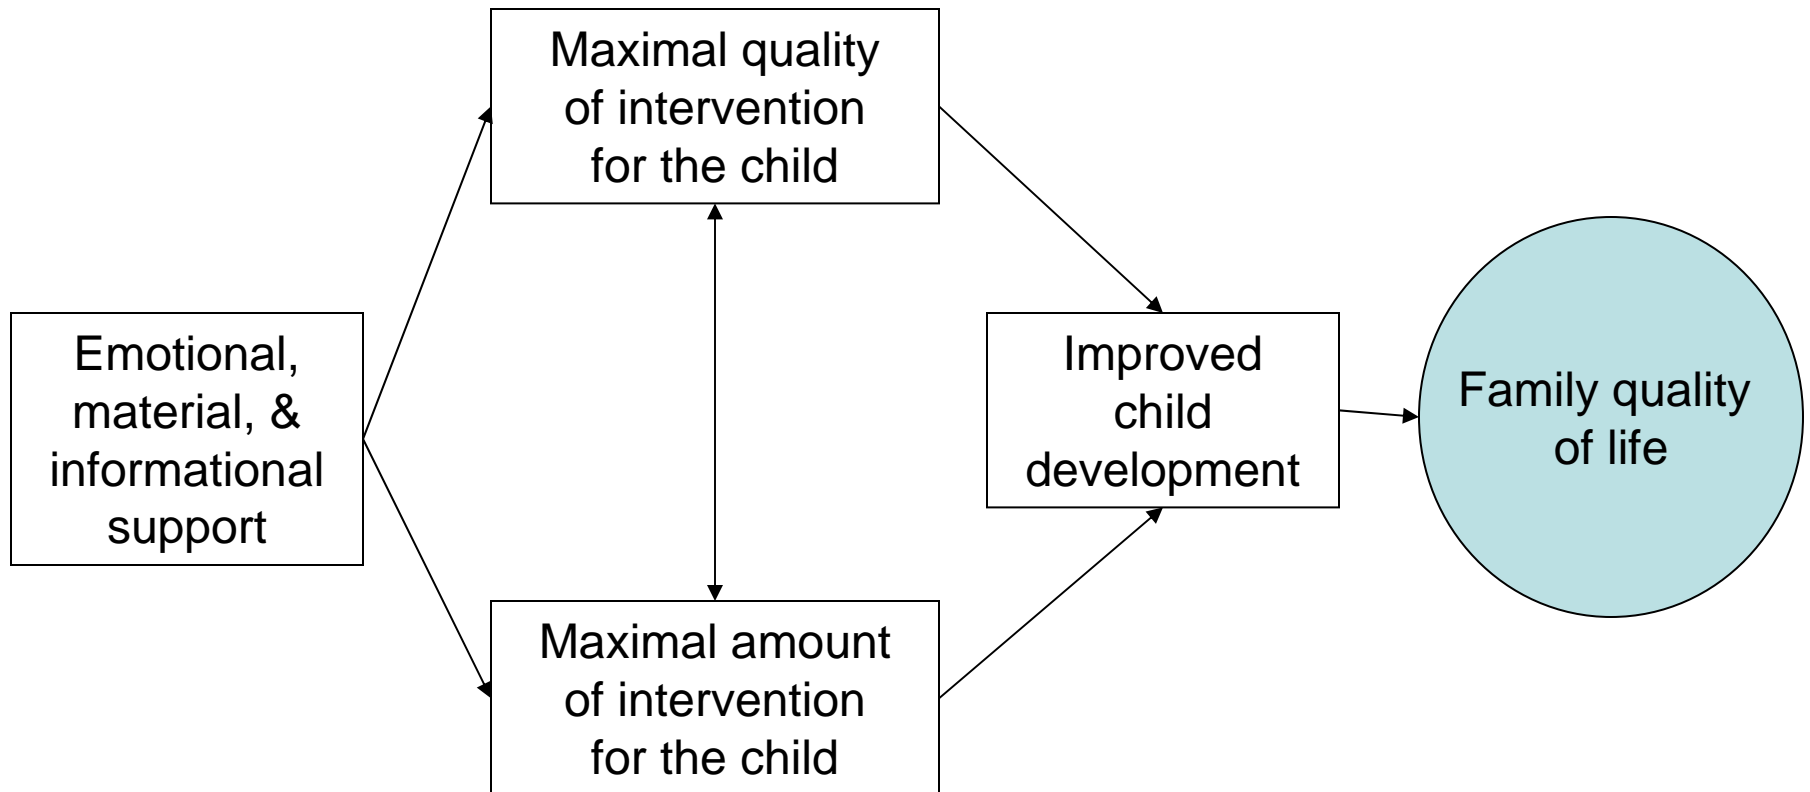 Maximal quality
of intervention
for the child
Emotional,
material, &
informational
support
Improved
child
development
Family quality
of life
Maximal amount
of intervention
for the child